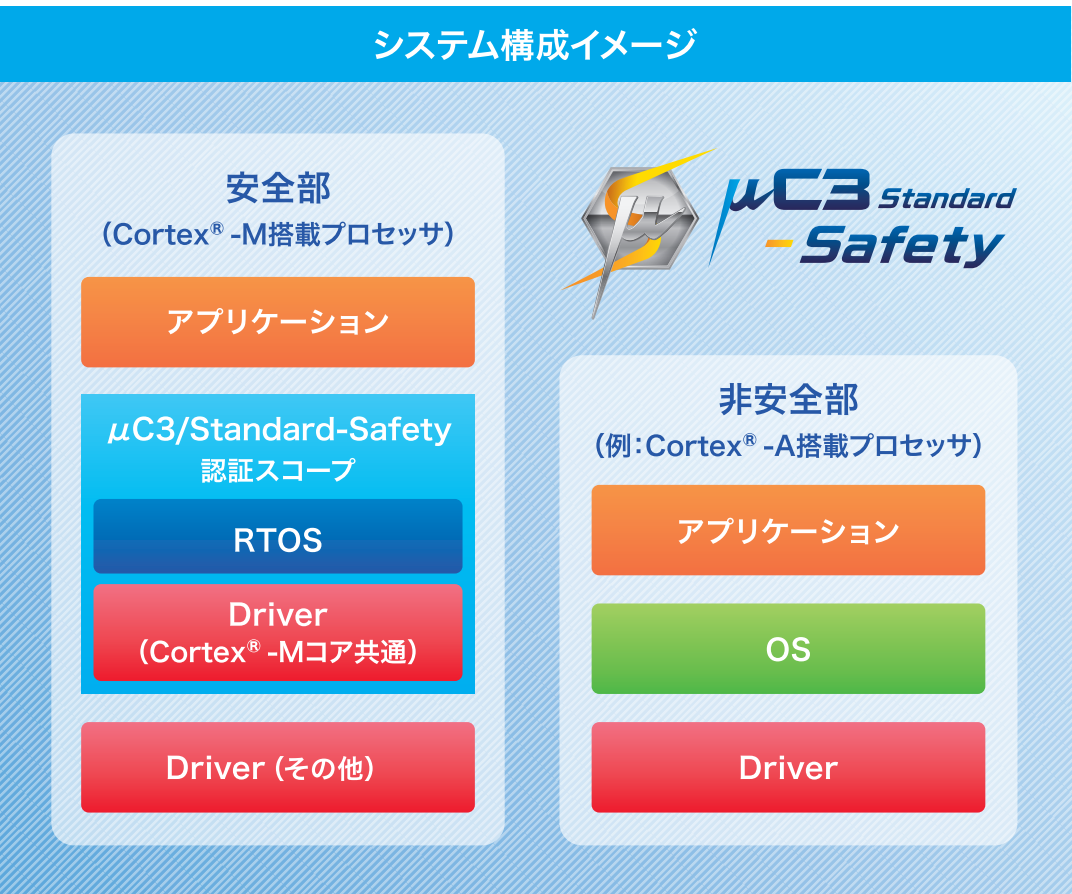 システム構成イメージ
安全部
（Cortex® -M搭載プロセッサ）
アプリケーション
μC3/Standard-Safety
認証スコープ
RTOS
Driver
（Cortex® -Mコア共通）
Driver（その他）
μC3 Standard
-Safety
非安全部
（例：Cortex® -A搭載プロセッサ）
アプリケーション
OS
Driver